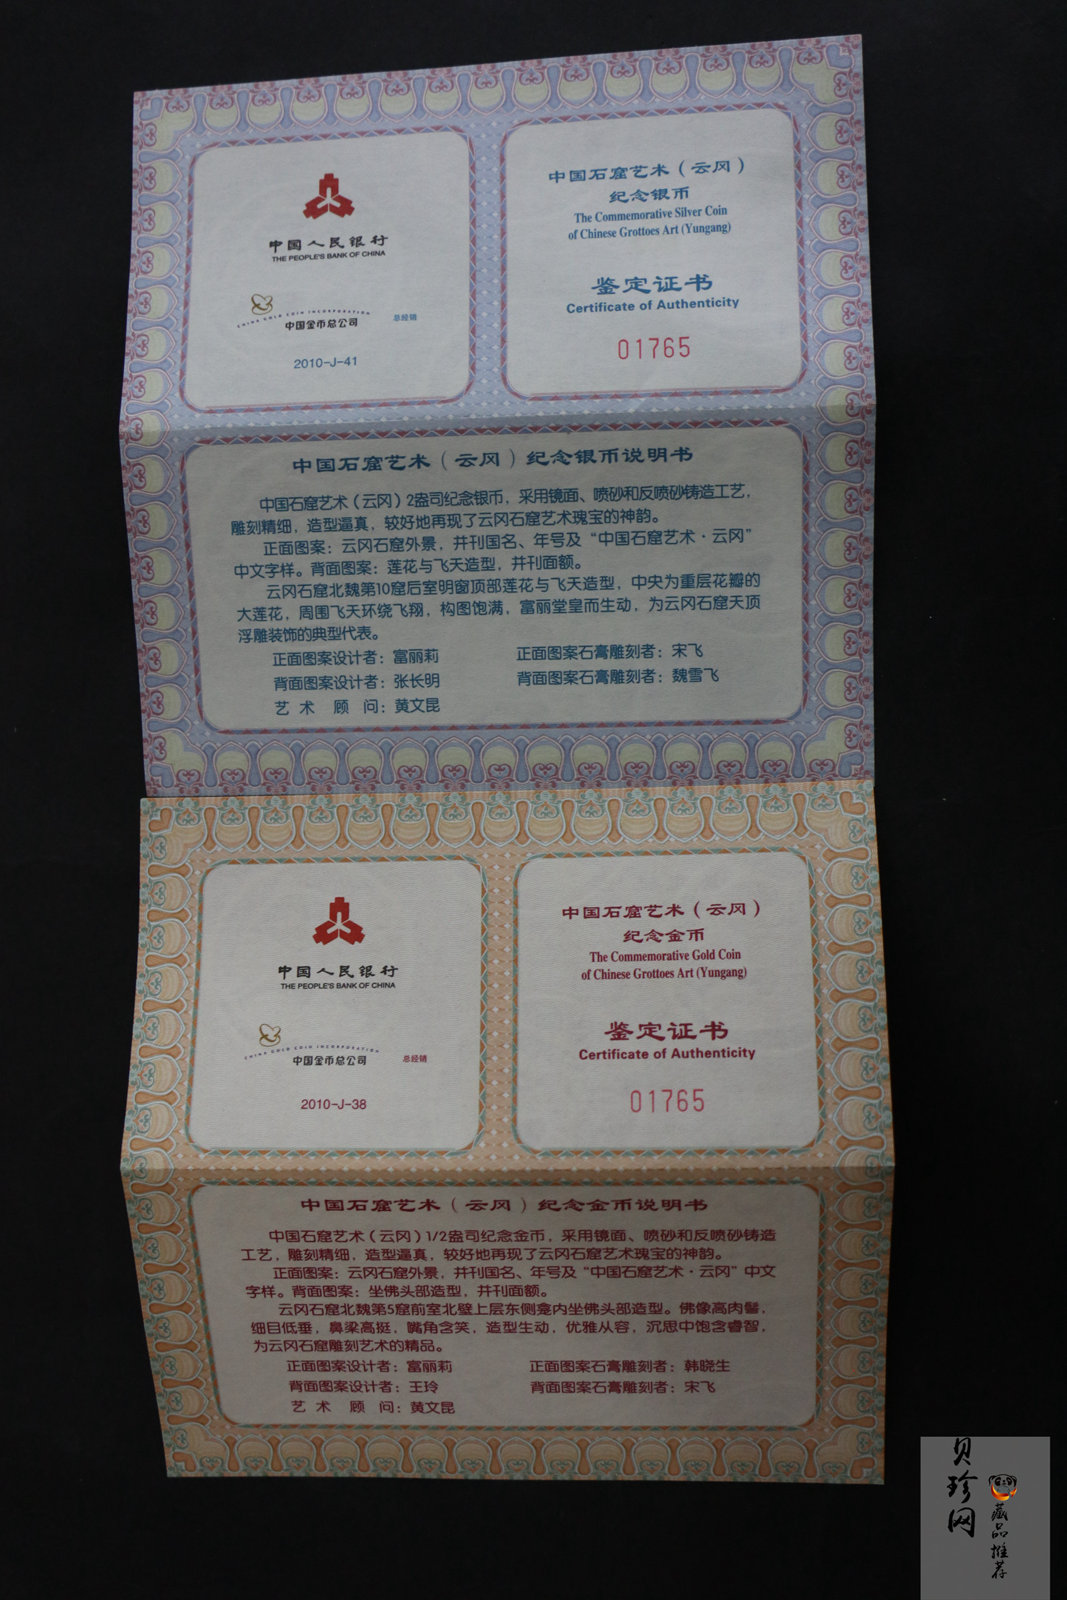 中国人民银行
THE PEOPLE'S BANK OF CHINA
CHINA GOLD COIN INCORPORATION
中国金币总公司
总经销
2010-J-41
中国石窟艺术（云冈）
纪念银币
The Commemorative Silver Coin
of Chinese Grottoes Art (Yungang)
鉴定证书
Certificate of Authenticity
01765
中国石窟艺术（云冈）纪念银币说明书
中国石窟艺术（云冈）2盎司纪念银币，采用镜面、喷砂和反喷砂铸造工艺，
雕刻精细，造型逼真，较好地再现了云冈石窟艺术瑰宝的神韵。
正面图案：云冈石窟外景，并刊国名、年号及“中国石窟艺术·云冈”
中文字样。背面图案：莲花与飞天造型，并刊面额。
云冈石窟北魏第10窟后室明窗顶部莲花与飞天造型，中央为重层花瓣的
大莲花，周围飞天环绕飞翔，构图饱满，富丽堂皇而生动，为云冈石窟天顶
浮雕装饰的典型代表。
正面图案设计者：富丽莉 正面图案石膏雕刻者：宋飞
背面图案设计者：张长明 背面图案石膏雕刻者：魏雪飞
艺术顾问：黄文昆
中国人民银行
THE PEOPLE'S BANK OF CHINA
CHINA GOLD COIN INCORPORATION
中国金币总公司
总经销
2010-J-38
中国石窟艺术（云冈）
纪念金币
The Commemorative Gold Coin
of Chinese Grottoes Art (Yungang)
鉴定证书
Certificate of Authenticity
01765
中国石窟艺术（云冈）纪念金币说明书
中国石窟艺术（云冈）1/2盎司纪念金币，采用镜面、喷砂和反喷砂铸造
工艺，雕刻精细，造型逼真，较好地再现了云冈石窟艺术瑰宝的神韵。
正面图案：云冈石窟外景，并刊国名、年号及“中国石窟艺术·云冈”中文
字样。背面图案：坐佛头部造型，并刊面额。
云冈石窟北魏第5窟前室北壁上层东侧龛内坐佛头部造型。佛像高肉髻，
细目低垂，鼻梁高挺，嘴角含笑，造型生动，优雅从容，沉思中饱含睿智，
为云冈石窟雕刻艺术的精品。
正面图案设计者：富丽莉 正面图案石膏雕刻者：韩晓生
背面图案设计者：王玲 背面图案石膏雕刻者：宋飞
艺术顾问：黄文昆
贝珍网
藏品推荐